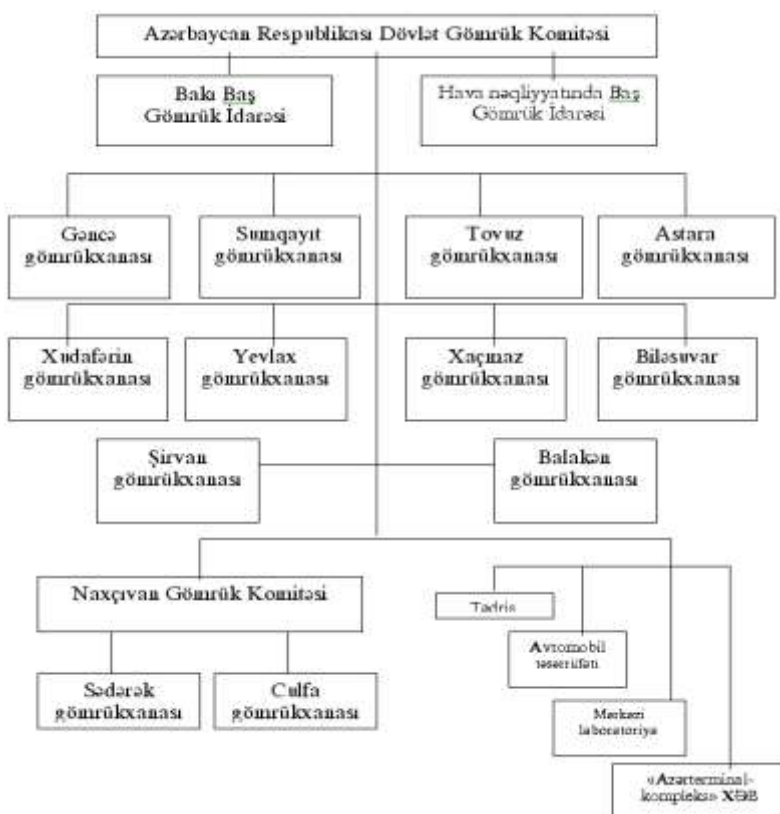 Azərbaycan Respublikası Dövlət Gömrük Komitəsi
Bakı Baş
Gömrük İdarəsi
Hava nəqliyyatında Baş
Gömrük İdarəsi
Gəncə
gömrükxanası
Sumqayıt
gömrükxanası
Tovuz
gömrükxanası
Astara
gömrükxanası
Xudafərin
gömrükxanası
Yevlax
gömrükxanası
Xaçmaz
gömrükxanası
Biləsuvar
gömrükxanası
Şirvan
gömrükxanası
Balakən
gömrükxanası
Naxçıvan Gömrük Komitəsi
Tədris
Avtomobil
təsərrüfatı
Sədərək
gömrükxanası
Culfa
gömrükxanası
Mərkəzi
laboratoriya
«Azərterminal-
kompleks» XƏB